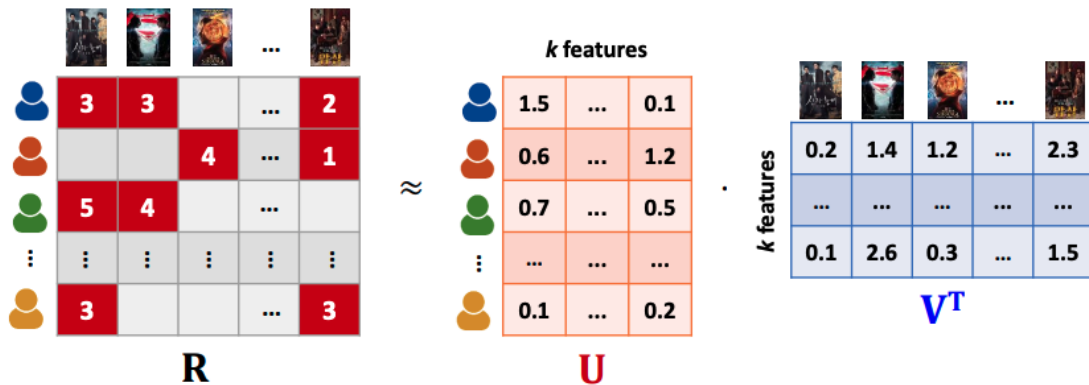 ...
k features
...
3 3 ... 2
4 ... 1
5 4 ...
⋮ ⋮ ⋮ ⋮ ⋮ ⋮
3 ... 3
R
≈
1.5 ... 0.1
0.6 ... 1.2
0.7 ... 0.5
⋮ ... ... ...
0.1 ... 0.2
U
·
k features
0.2 1.4 1.2 ... 2.3
... ... ... ... ...
0.1 2.6 0.3 ... 1.5
Vᵀ